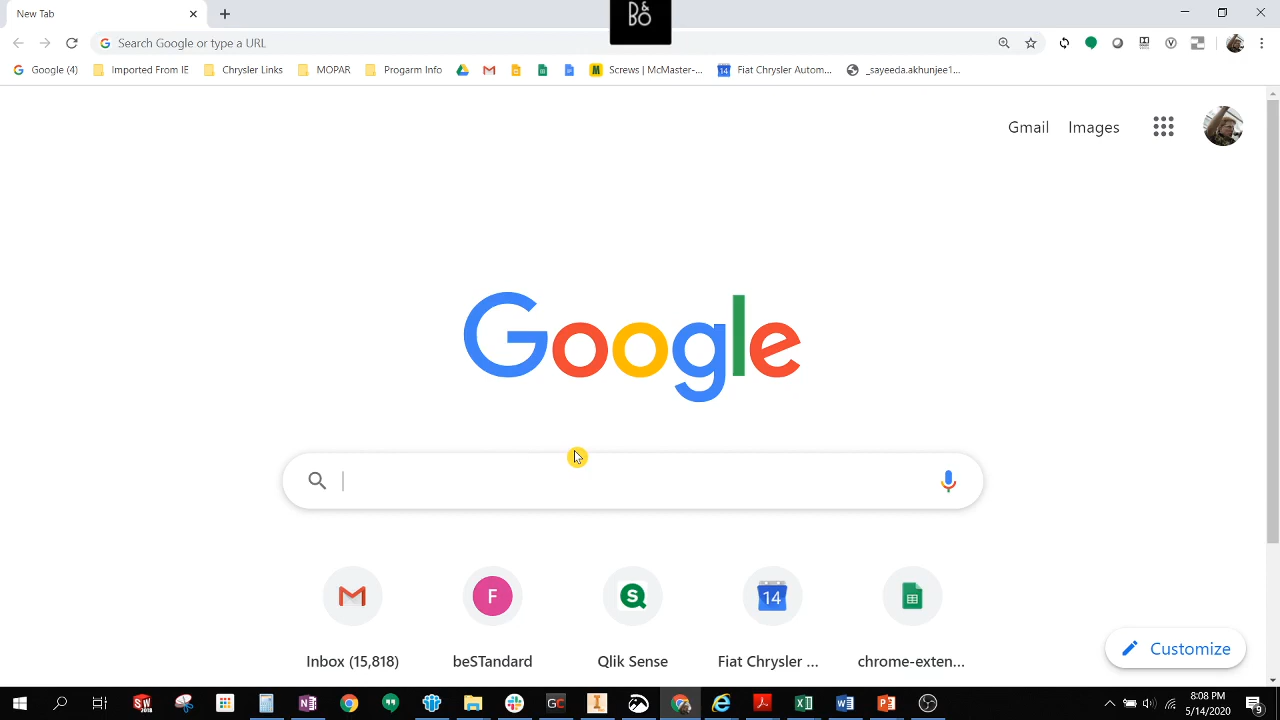 New Tab
B&O
Search Google or type a URL
Google (4) Imported From IE Chrysler Links MOPAR Progarm Info Screws | McMaster-... 14 Fiat Chrysler Autom... _sayeeda.akhunjee1...
Gmail Images
Google
F S 14
Inbox (15,818) beSTandard Qlik Sense Fiat Chrysler ... chrome-exten...
Customize
8:08 PM
5/14/2020